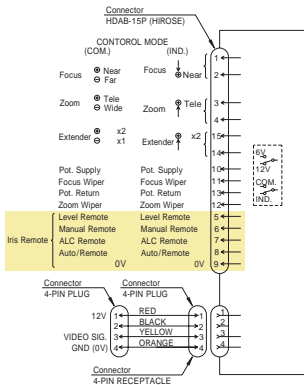 Connector
HDAB-15P (HIROSE)
CONTOROL MODE
(COM.) (IND.)
Focus Near Far Focus Near 1 2
Zoom Tele Wide Zoom Tele 3 4
Extender x2 x1 Extender x2 15 14
6V
12V
COM.
IND.
Pot. Supply Pot. Supply 10
Focus Wiper Focus Wiper 11
Pot. Return Pot. Return 13
Zoom Wiper Zoom Wiper 12
Level Remote Level Remote 5
Manual Remote Manual Remote 6
Iris Remote ALC Remote ALC Remote 7
Auto/Remote Auto/Remote 8
0V 0V 9
Connector Connector
4-PIN PLUG 4-PIN PLUG
12V 1 RED 1 1
2 BLACK 2 2
VIDEO SIG. 3 YELLOW 3 3
GND (0V) 4 ORANGE 4 4
Connector
4-PIN RECEPTACLE